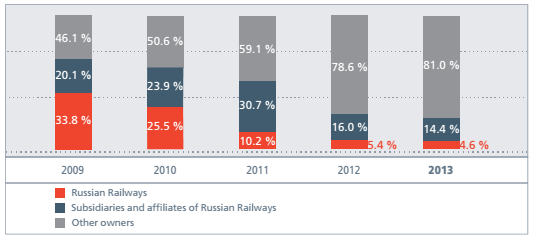 46.1 % 50.6 % 59.1 % 78.6 % 81.0 %
20.1 % 23.9 % 30.7 % 16.0 % 14.4 %
33.8 % 25.5 % 10.2 % 5.4 % 4.6 %
2009 2010 2011 2012 2013
Russian Railways
Subsidiaries and affiliates of Russian Railways
Other owners